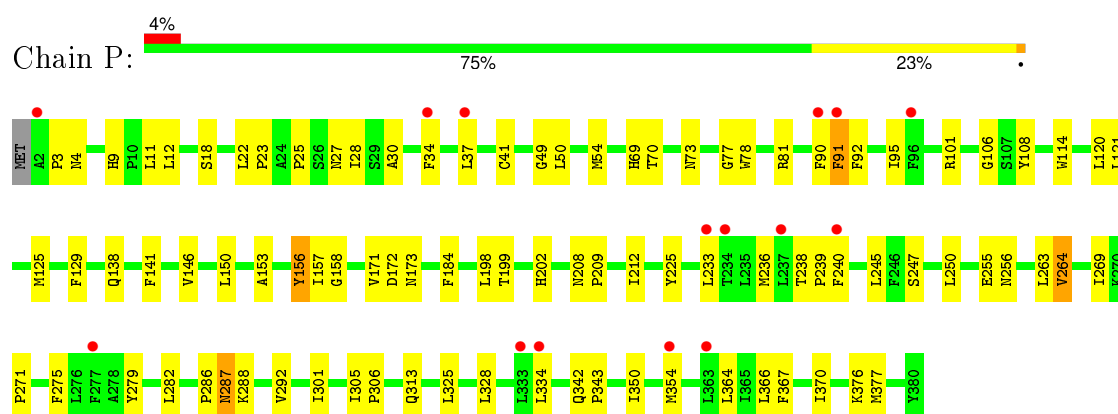 4%
Chain P:
75% 23% •
MET A2 P3 N4 H9 P10 L11 L12 S18 L22 P23 A24 P25 S26 N27 I28 S29 A30 F34 L37 C41 G49 L50 M54 H69 T70 N73 G77 W78 R81 F90 F91 F92 I95 F96 R101 G106 S107 Y108 W114 L120
M125 F129 Q138 F141 V146 L150 A153 Y156 I157 G158 V171 D172 N173 F184 L198 T199 H202 N208 P209 I212 Y225 L233 T234 L235 M236 L237 T238 P239 F240 L245 F246 S247 L250 E255 N256 L263 V264 I269
P271 F275 L276 F277 A278 Y279 L282 P286 N287 K288 V292 I301 I305 P306 Q313 L325 L328 L333 L334 Q342 P343 I350 M354 L363 L364 I365 L366 F367 I370 K376 M377 Y380